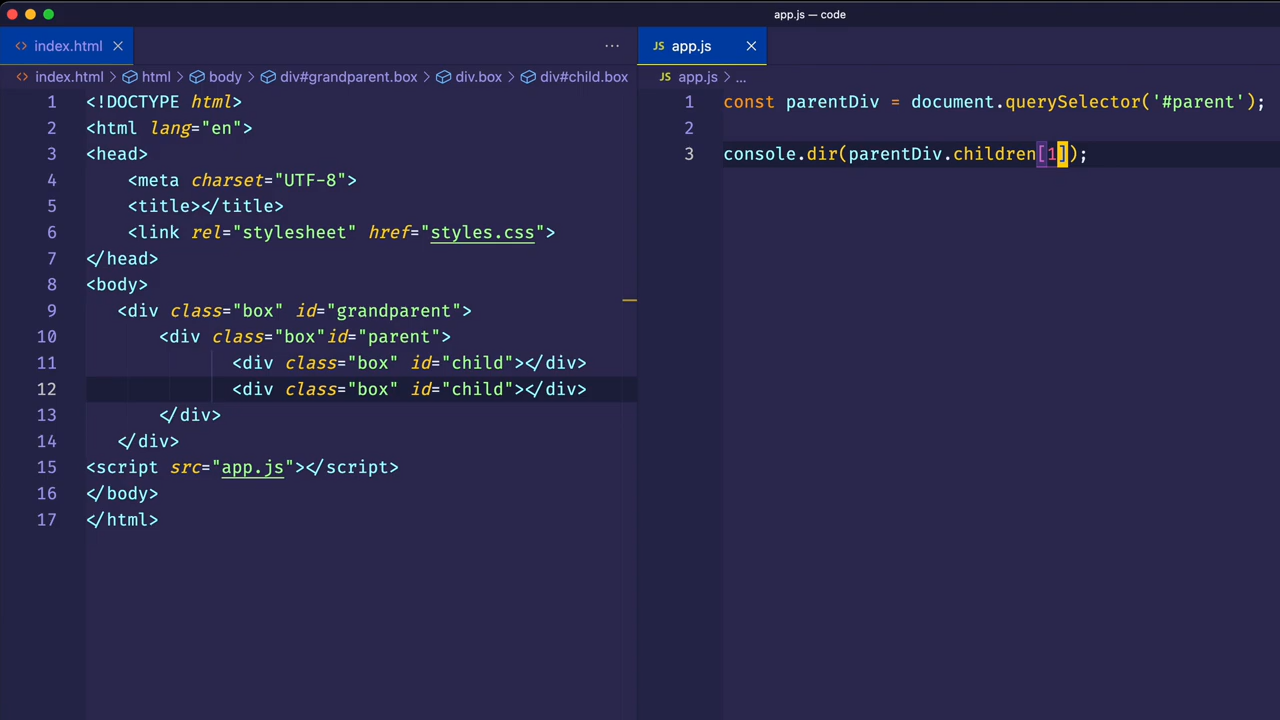 app.js — code
index.html
app.js
index.html > html > body > div#grandparent.box > div.box > div#child.box
app.js > ...
1 <!DOCTYPE html>
2 <html lang="en">
3 <head>
4 <meta charset="UTF-8">
5 <title></title>
6 <link rel="stylesheet" href="styles.css">
7 </head>
8 <body>
9 <div class="box" id="grandparent">
10 <div class="box"id="parent">
11 <div class="box" id="child"></div>
12 <div class="box" id="child"></div>
13 </div>
14 </div>
15 <script src="app.js"></script>
16 </body>
17 </html>
1 const parentDiv = document.querySelector('#parent');
2
3 console.dir(parentDiv.children[1]);